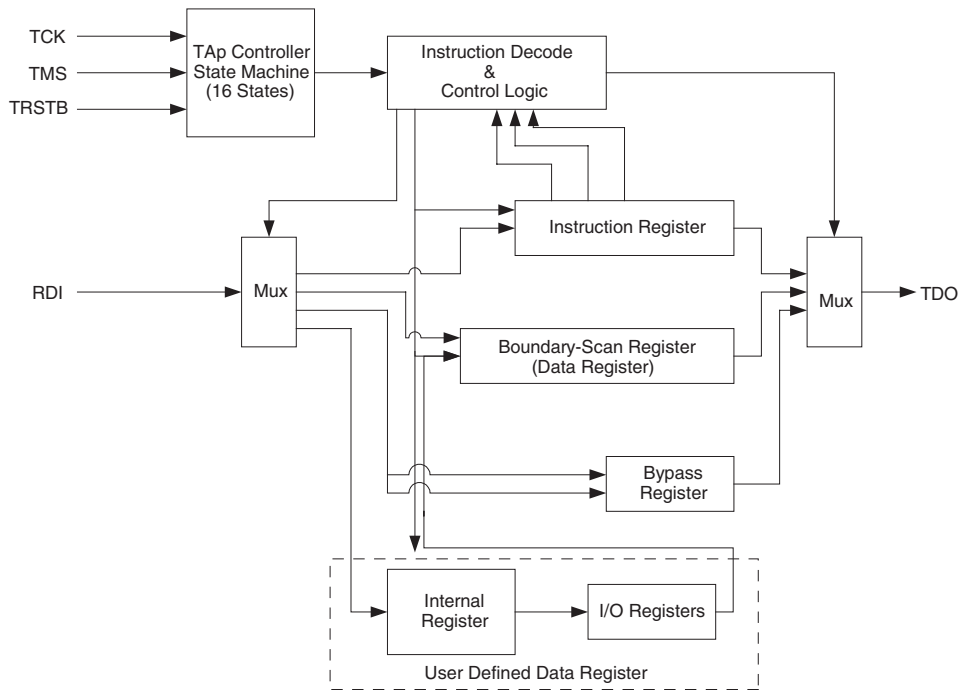 TCK
TMS
TRSTB
TAp Controller
State Machine
(16 States)
Instruction Decode
&
Control Logic
Instruction Register
RDI
Mux
Mux
TDO
Boundary-Scan Register
(Data Register)
Bypass
Register
Internal
Register
I/O Registers
User Defined Data Register